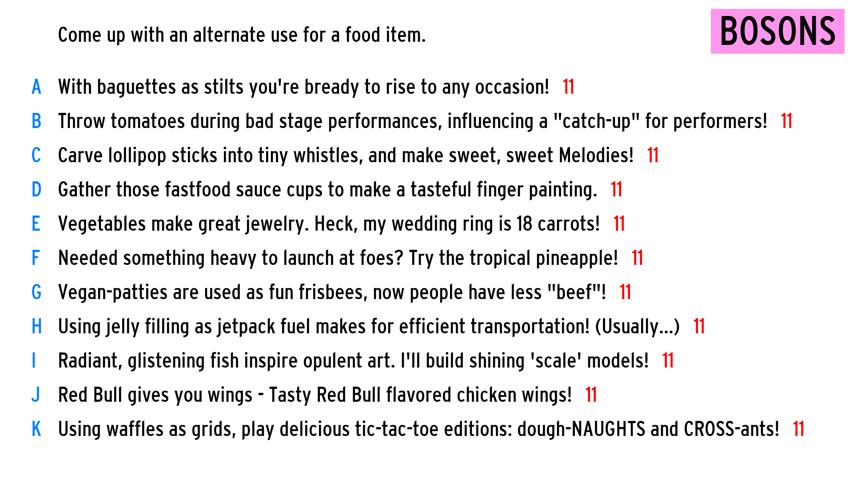 Come up with an alternate use for a food item.
BOSONS
A With baguettes as stilts you're bready to rise to any occasion! 11
B Throw tomatoes during bad stage performances, influencing a "catch-up" for performers! 11
C Carve lollipop sticks into tiny whistles, and make sweet, sweet Melodies! 11
D Gather those fastfood sauce cups to make a tasteful finger painting. 11
E Vegetables make great jewelry. Heck, my wedding ring is 18 carrots! 11
F Needed something heavy to launch at foes? Try the tropical pineapple! 11
G Vegan-patties are used as fun frisbees, now people have less "beef"! 11
H Using jelly filling as jetpack fuel makes for efficient transportation! (Usually...) 11
I Radiant, glistening fish inspire opulent art. I'll build shining 'scale' models! 11
J Red Bull gives you wings - Tasty Red Bull flavored chicken wings! 11
K Using waffles as grids, play delicious tic-tac-toe editions: dough-NAUGHTS and CROSS-ants! 11